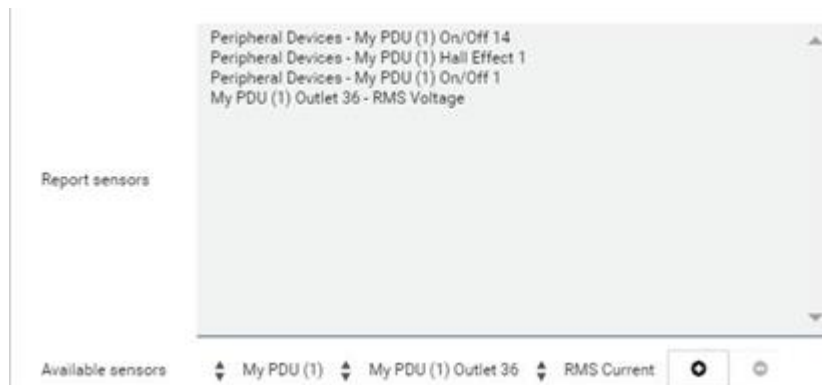 Peripheral Devices - My PDU (1) On/Off 14
Peripheral Devices - My PDU (1) Hall Effect 1
Peripheral Devices - My PDU (1) On/Off 1
My PDU (1) Outlet 36 - RMS Voltage
Report sensors
Available sensors My PDU (1) My PDU (1) Outlet 36 RMS Current